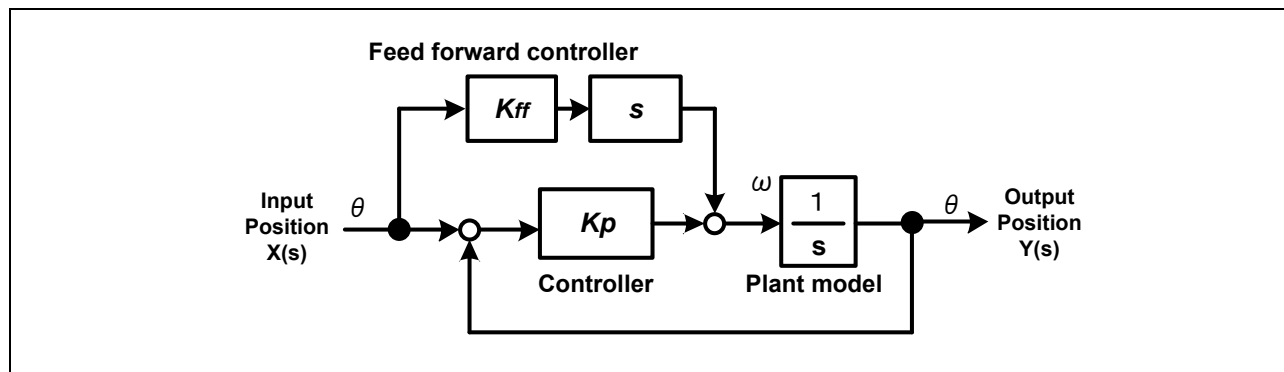 Feed forward controller
Kff
s
Input
Position
X(s)
θ
Kp
Controller
ω
1
s
Plant model
θ
Output
Position
Y(s)